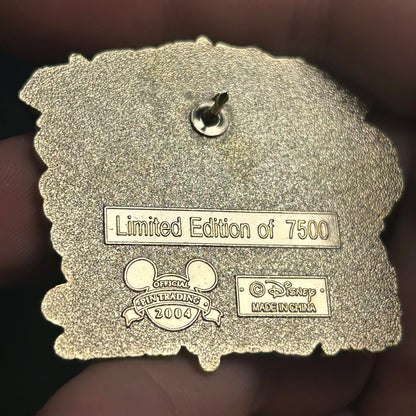 Limited Edition of 7500
OFFICIAL
PIN TRADING
2004
© Disney
MADE IN CHINA